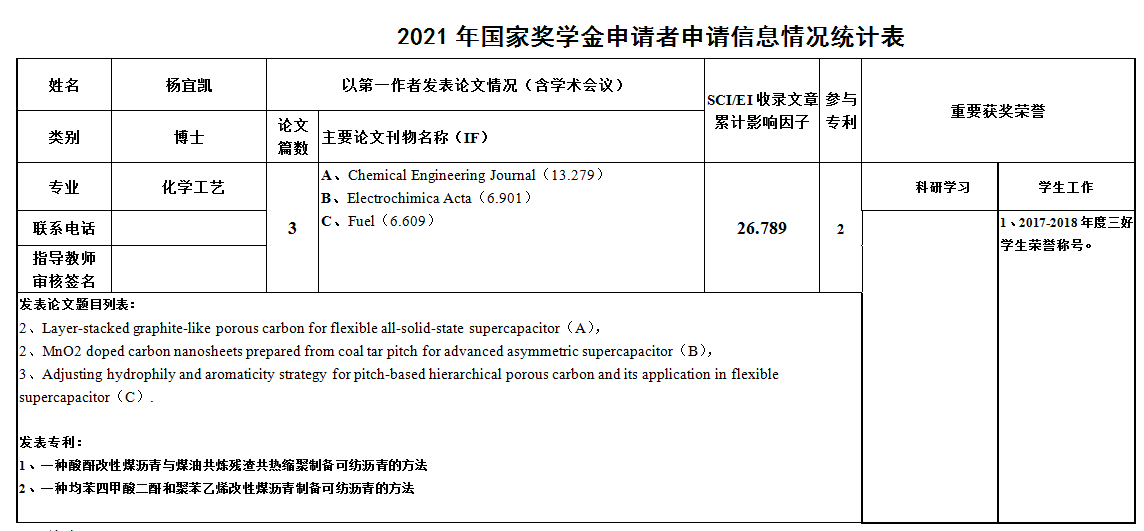 2021 年国家奖学金申请者申请信息情况统计表
姓名
杨宜凯
以第一作者发表论文情况（含学术会议）
SCI/EI 收录文章
累计影响因子
参与
专利
重要获奖荣誉
类别
博士
论文
篇数
主要论文刊物名称（IF）
专业
化学工艺
3
A、Chemical Engineering Journal（13.279）
B、Electrochimica Acta（6.901）
C、Fuel（6.609）
26.789
2
科研学习
学生工作
联系电话
指导教师
审核签名
1、2017-2018 年度三好
学生荣誉称号。
发表论文题目列表：
2、Layer-stacked graphite-like porous carbon for flexible all-solid-state supercapacitor（A），
2、MnO2 doped carbon nanosheets prepared from coal tar pitch for advanced asymmetric supercapacitor（B），
3、Adjusting hydrophily and aromaticity strategy for pitch-based hierarchical porous carbon and its application in flexible
supercapacitor（C）.
发表专利：
1、一种酸酐改性煤沥青与煤油共炼残渣共热缩聚制备可纺沥青的方法
2、一种均苯四甲酸二酐和聚苯乙烯改性煤沥青制备可纺沥青的方法